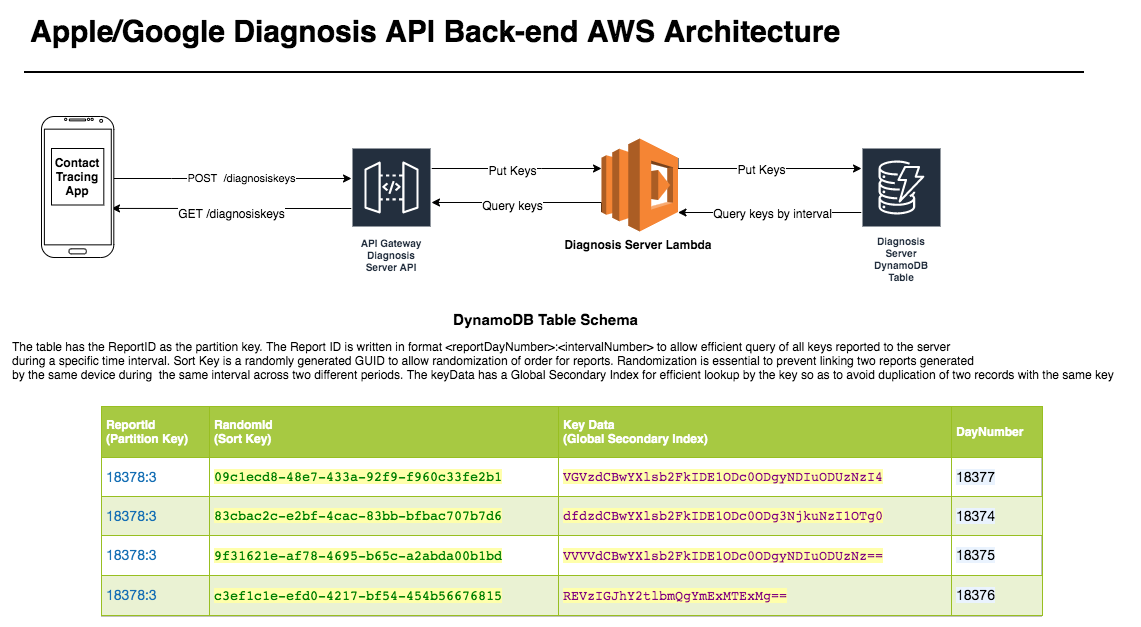 Apple/Google Diagnosis API Back-end AWS Architecture
Contact
Tracing
App
POST /diagnosiskeys
GET /diagnosiskeys
API Gateway
Diagnosis
Server API
Put Keys
Query keys
Diagnosis Server Lambda
Put Keys
Query keys by interval
Diagnosis
Server
DynamoDB
Table
DynamoDB Table Schema
The table has the ReportID as the partition key. The Report ID is written in format <reportDayNumber>:<intervalNumber> to allow efficient query of all keys reported to the server
during a specific time interval. Sort Key is a randomly generated GUID to allow randomization of order for reports. Randomization is essential to prevent linking two reports generated
by the same device during the same interval across two different periods. The keyData has a Global Secondary Index for efficient lookup by the key so as to avoid duplication of two records with the same key
ReportId
(Partition Key)
RandomId
(Sort Key)
Key Data
(Global Secondary Index)
DayNumber
18378:3 09c1ecd8-48e7-433a-92f9-f960c33fe2b1 VGVzdCBwYXlsb2FkIDE1ODc0ODgyNDIuODUzNzI4 18377
18378:3 83cbac2c-e2bf-4cac-83bb-bfbac707b7d6 dfdzdCBwYXlsb2FkIDE1ODc0ODg3NjkuNzI1OTg0 18374
18378:3 9f31621e-af78-4695-b65c-a2abda00b1bd VVVVdCBwYXlsb2FkIDE1ODc0ODgyNDIuODUzNz== 18375
18378:3 c3ef1c1e-efd0-4217-bf54-454b56676815 REVzIGJhY2tlbmQgYmExMTExMg== 18376